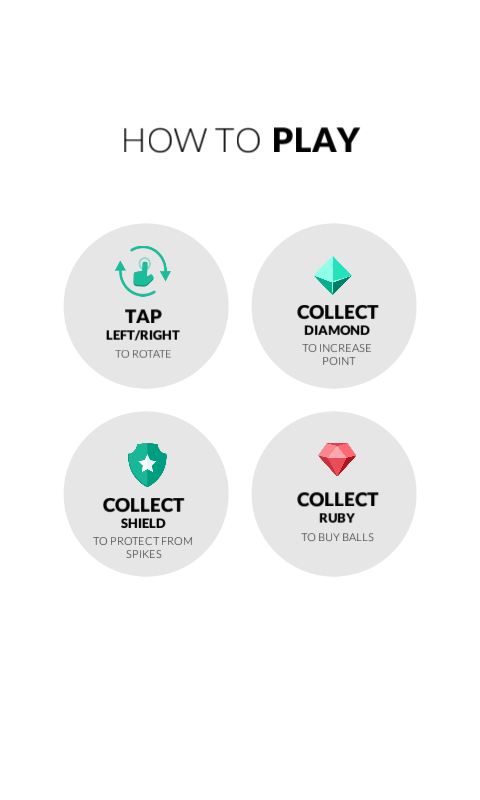 HOW TO PLAY
TAP
LEFT/RIGHT
TO ROTATE
COLLECT
DIAMOND
TO INCREASE
POINT
COLLECT
SHIELD
TO PROTECT FROM
SPIKES
COLLECT
RUBY
TO BUY BALLS